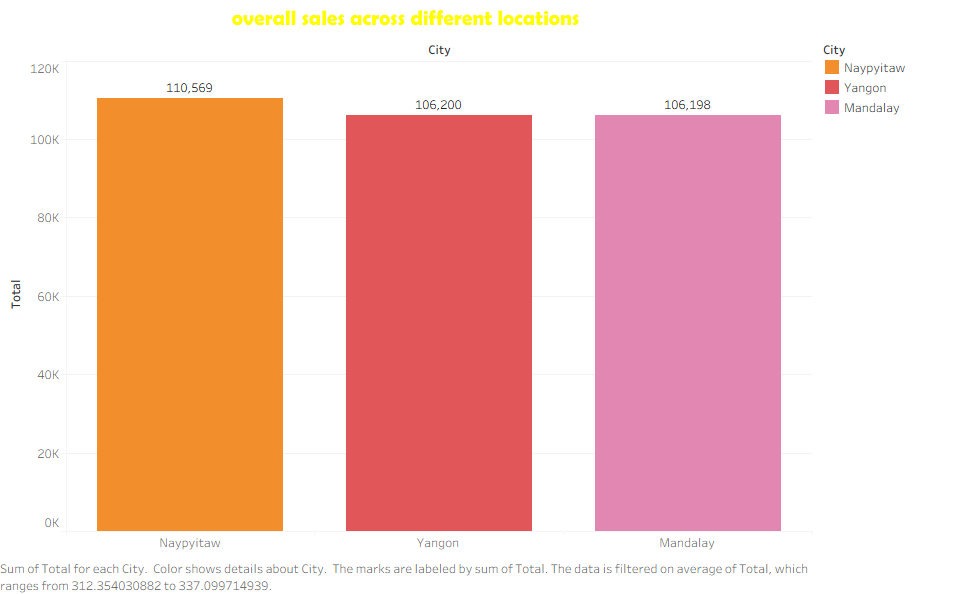 overall sales across different locations
City
City
Naypyitaw
Yangon
Mandalay
120K
100K
80K
60K
40K
20K
0K
Total
110,569
106,200
106,198
Naypyitaw
Yangon
Mandalay
Sum of Total for each City.  Color shows details about City.  The marks are labeled by sum of Total. The data is filtered on average of Total, which
ranges from 312.354030882 to 337.099714939.